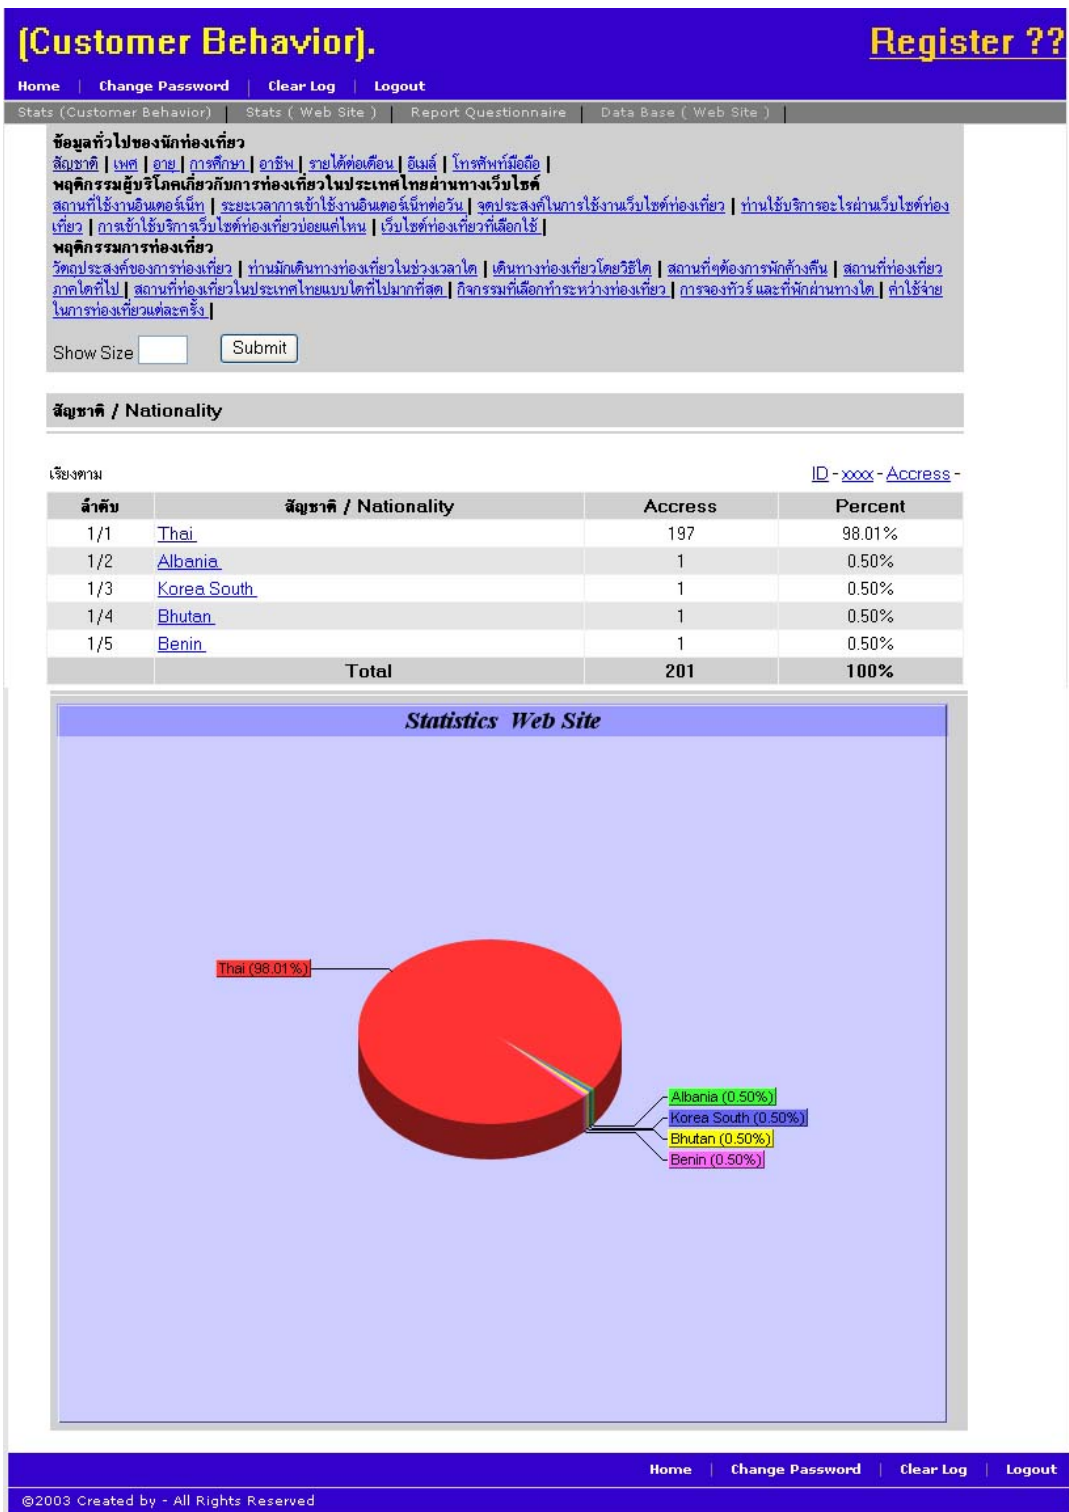 (Customer Behavior).
Register ??
Home | Change Password | Clear Log | Logout
Stats (Customer Behavior) | Stats ( Web Site ) | Report Questionnaire | Data Base ( Web Site ) |
ข้อมูลทั่วไปของนักท่องเที่ยว
สัญชาติ | เพศ | อายุ | การศึกษา | อาชีพ | รายได้ต่อเดือน | อีเมล์ | โทรศัพท์มือถือ |
พฤติกรรมผู้บริโภคเกี่ยวกับการท่องเที่ยวในประเทศไทยผ่านทางเว็บไซต์
สถานที่ใช้งานอินเตอร์เน็ท | ระยะเวลาการเข้าใช้งานอินเตอร์เน็ทต่อวัน | จุดประสงค์ในการใช้งานเว็บไซต์ท่องเที่ยว | ท่านใช้บริการอะไรผ่านเว็บไซต์ท่อง
เที่ยว | การเข้าใช้บริการเว็บไซต์ท่องเที่ยวบ่อยแค่ไหน | เว็บไซต์ท่องเที่ยวที่เลือกใช้ |
พฤติกรรมการท่องเที่ยว
วัตถุประสงค์ของการท่องเที่ยว | ท่านมักเดินทางท่องเที่ยวในช่วงเวลาใด | เดินทางท่องเที่ยวโดยวิธีใด | สถานที่ๆต้องการพักค้างคืน | สถานที่ท่องเที่ยว
ภาคใดที่ไป | สถานที่ท่องเที่ยวในประเทศไทยแบบใดที่ไปมากที่สุด | กิจกรรมที่เลือกทำระหว่างท่องเที่ยว | การจองทัวร์ และที่พักผ่านทางใด | ค่าใช้จ่าย
ในการท่องเที่ยวแต่ละครั้ง |
Show Size Submit
สัญชาติ / Nationality
เรียงตาม ID - xxxx - Accress -
ลำดับ สัญชาติ / Nationality Accress Percent
1/1 Thai 197 98.01%
1/2 Albania 1 0.50%
1/3 Korea South 1 0.50%
1/4 Bhutan 1 0.50%
1/5 Benin 1 0.50%
Total 201 100%
Statistics Web Site
Thai (98.01%)
Albania (0.50%)
Korea South (0.50%)
Bhutan (0.50%)
Benin (0.50%)
Home | Change Password | Clear Log | Logout
©2003 Created by - All Rights Reserved